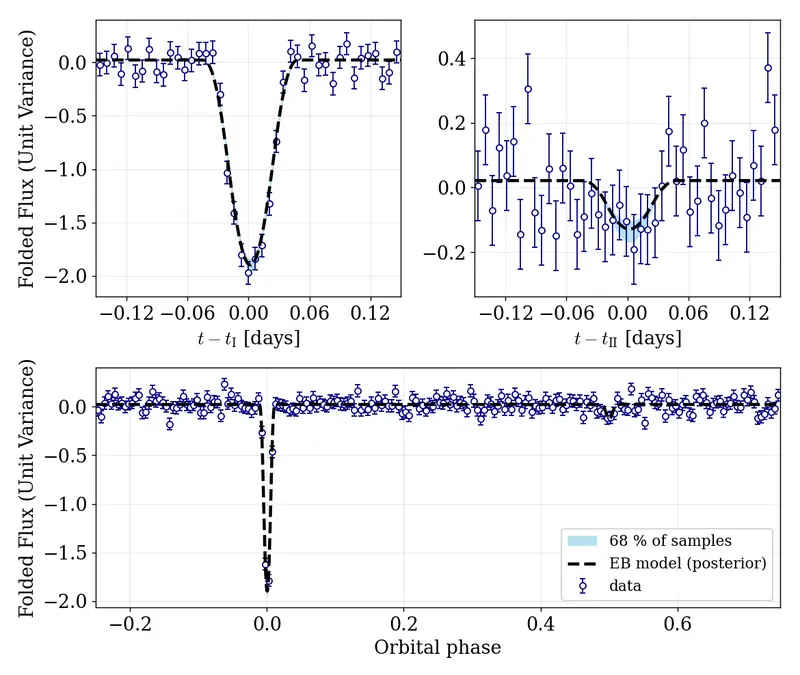 Folded Flux (Unit Variance)
0.0
−0.5
−1.0
−1.5
−2.0
−0.12 −0.06 0.00 0.06 0.12
t − tI [days]
0.4
0.2
0.0
−0.2
−0.12 −0.06 0.00 0.06 0.12
t − tII [days]
Folded Flux (Unit Variance)
0.0
−0.5
−1.0
−1.5
−2.0
68 % of samples
EB model (posterior)
data
−0.2 0.0 0.2 0.4 0.6
Orbital phase